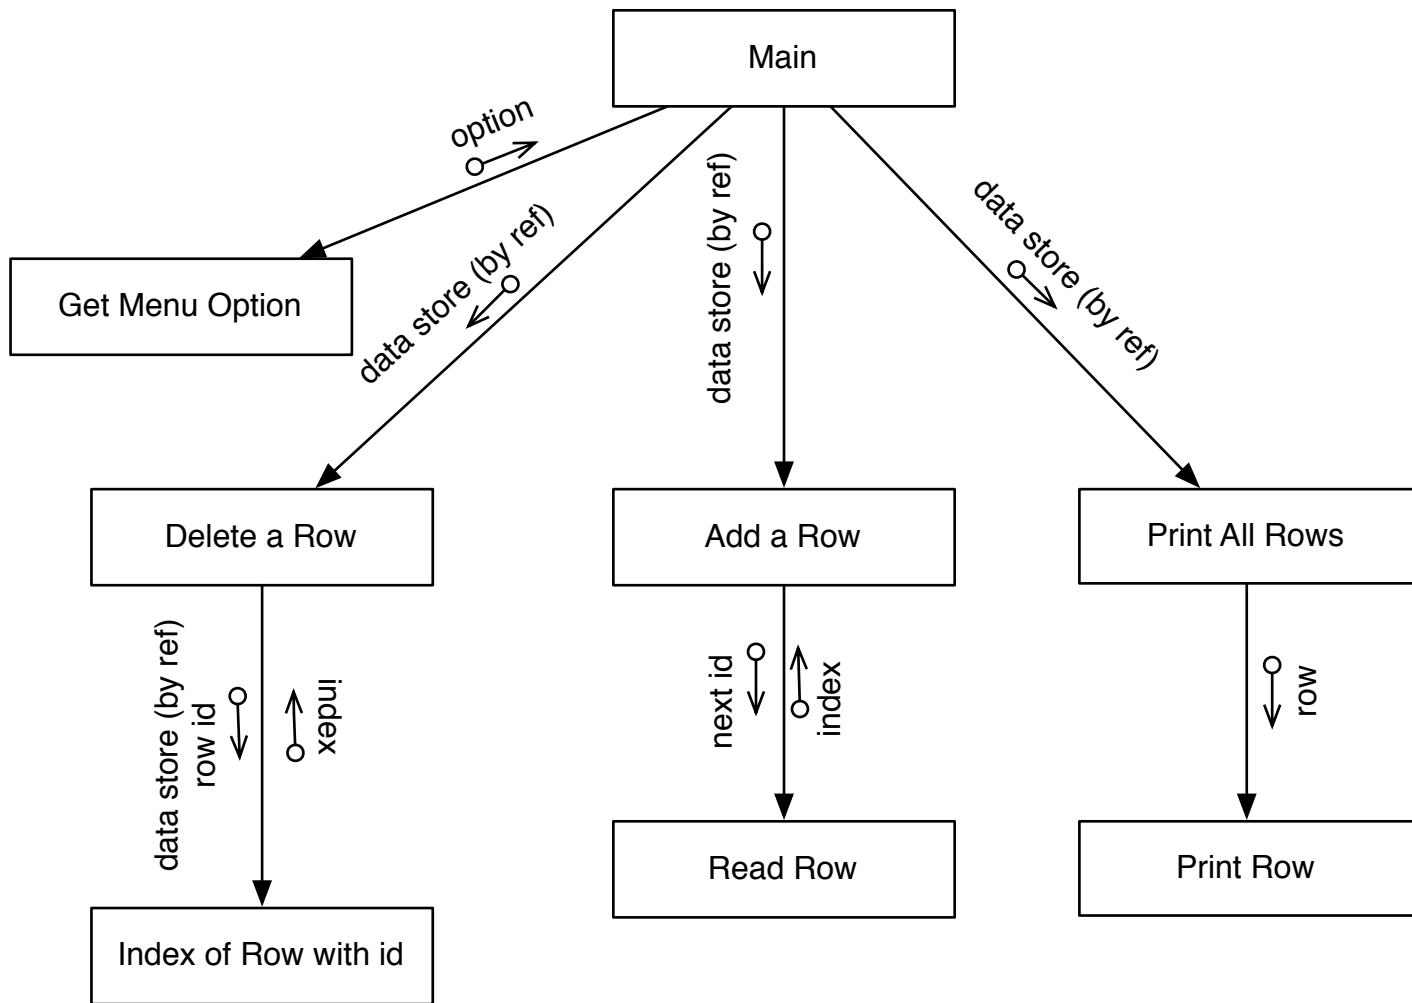 Main
option
Get Menu Option
data store (by ref)
data store (by ref)
data store (by ref)
Delete a Row
Add a Row
Print All Rows
data store (by ref)
row id
index
next id
index
row
Read Row
Print Row
Index of Row with id